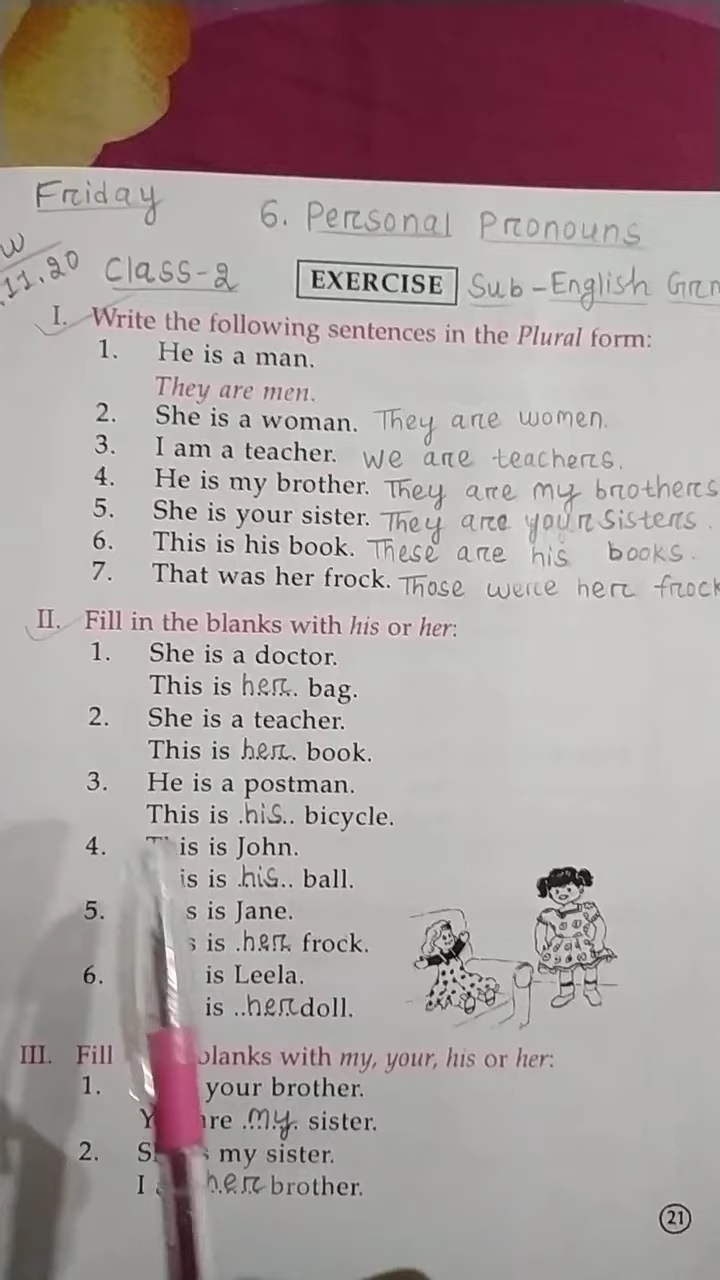 Friday
6. Personal Pronouns
11.20 Class-2 EXERCISE Sub-English
I. Write the following sentences in the Plural form:
1. He is a man.
They are men.
2. She is a woman. They are women.
3. I am a teacher. we are teachers.
4. He is my brother. They are my brothers
5. She is your sister. They are your sisters.
6. This is his book. These are his books.
7. That was her frock. Those were her frock
II. Fill in the blanks with his or her:
1. She is a doctor.
This is her. bag.
2. She is a teacher.
This is her. book.
3. He is a postman.
This is .his.. bicycle.
4. is is John.
is is .his.. ball.
5. s is Jane.
s is .her. frock.
6. is Leela.
is ..her doll.
III. Fill blanks with my, your, his or her:
1. your brother.
are .my. sister.
2. my sister.
I her brother.
21